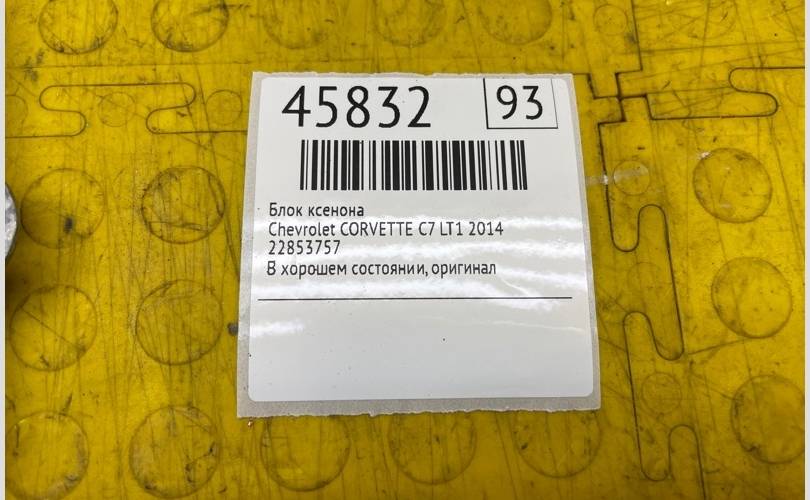 45832
93
Блок ксенона
Chevrolet CORVETTE C7 LT1 2014
22853757
В хорошем состоянии, оригинал